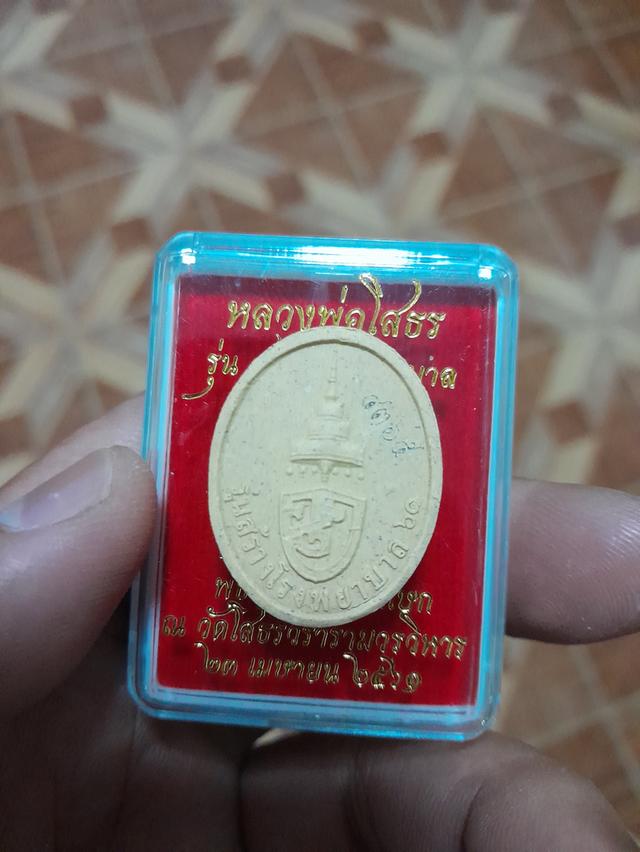 หลวงพ่อโสธร
รุ่น
บาล
รุ่นสร้างโรงพยาบาล ๖๑
ณ วัดโสธรวรารามวรวิหาร
๒๓ เมษายน ๒๕๖๑